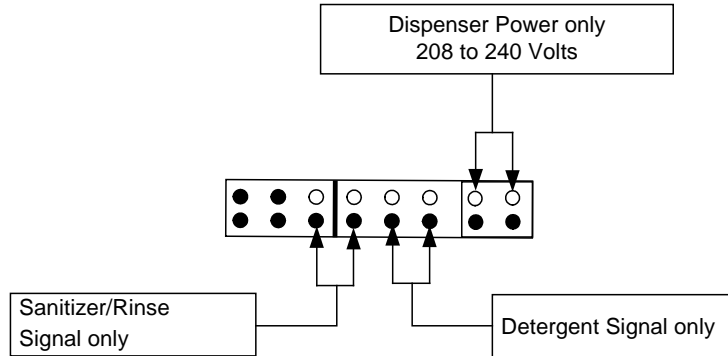 Dispenser Power only
208 to 240 Volts
Sanitizer/Rinse
Signal only
Detergent Signal only